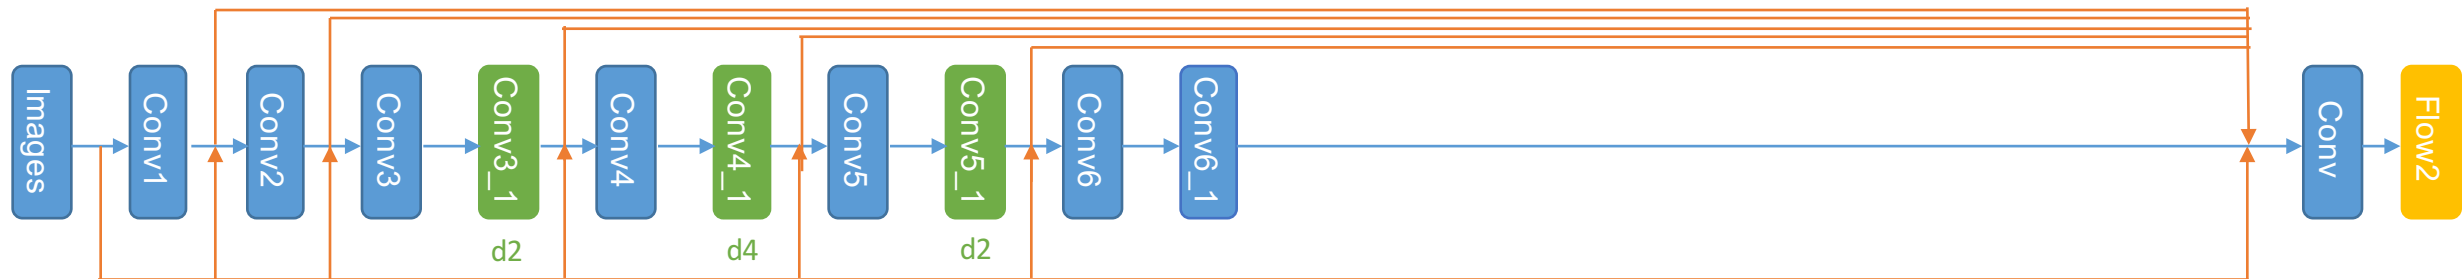 Images
Conv1
Conv2
Conv3
Conv3_1
Conv4
Conv4_1
Conv5
Conv5_1
Conv6
Conv6_1
Conv
Flow2
d2
d4
d2